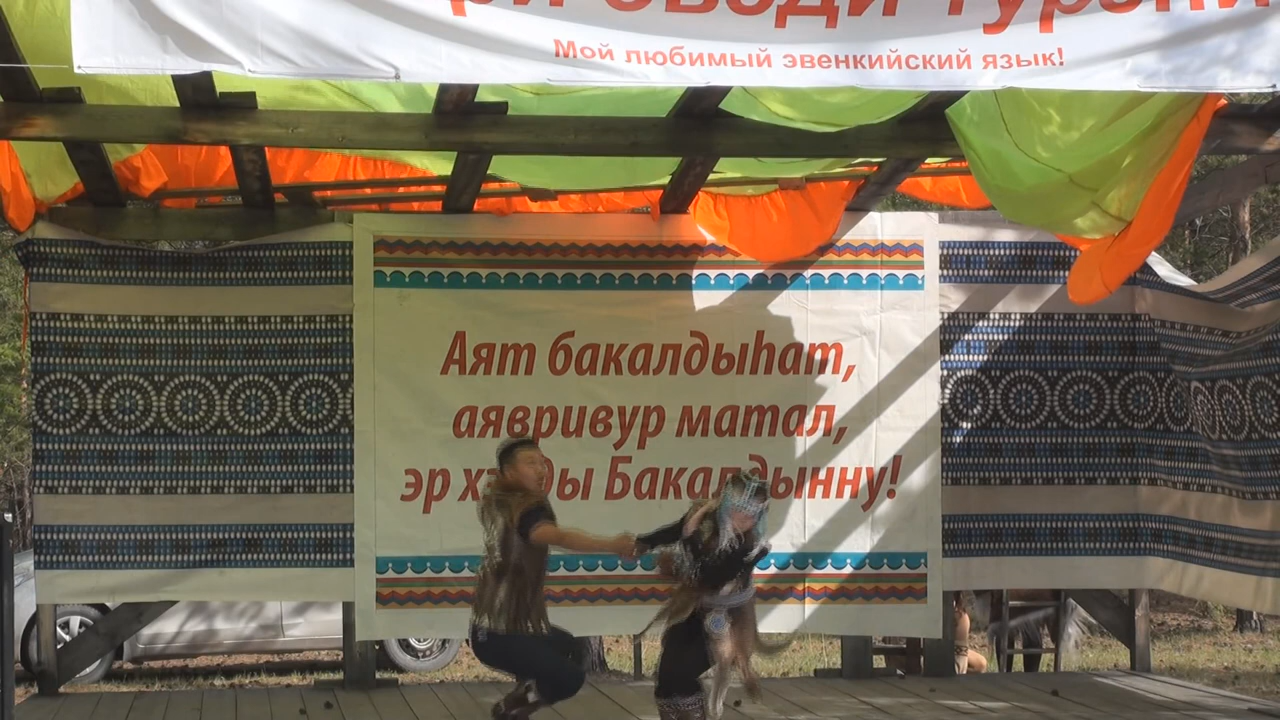 Мой любимый эвенкийский язык!
Аят бакалдыһат,
аявривур матал,
эр Бакалдынну!